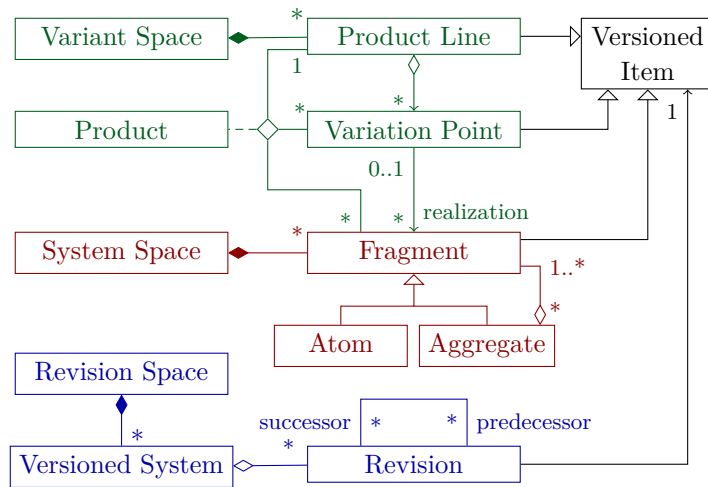 Variant Space
*
Product Line
Versioned
Item
1
1
Product
*
*
Variation Point
0..1
*
*
realization
System Space
*
Fragment
1..*
*
Atom
Aggregate
Revision Space
*
successor
*
*
*
predecessor
Versioned System
Revision